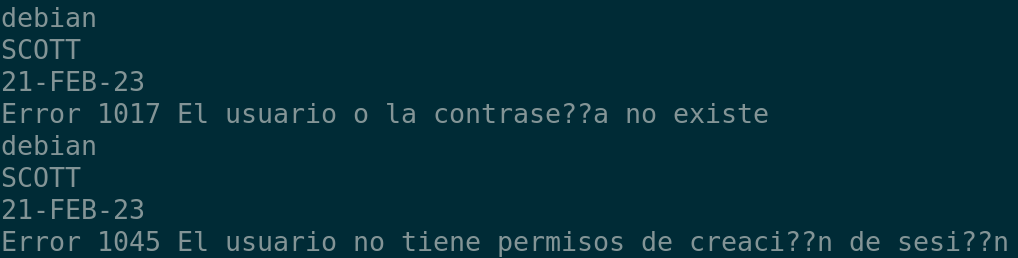 debian
SCOTT
21-FEB-23
Error 1017 El usuario o la contrase??a no existe
debian
SCOTT
21-FEB-23
Error 1045 El usuario no tiene permisos de creaci??n de sesi??n